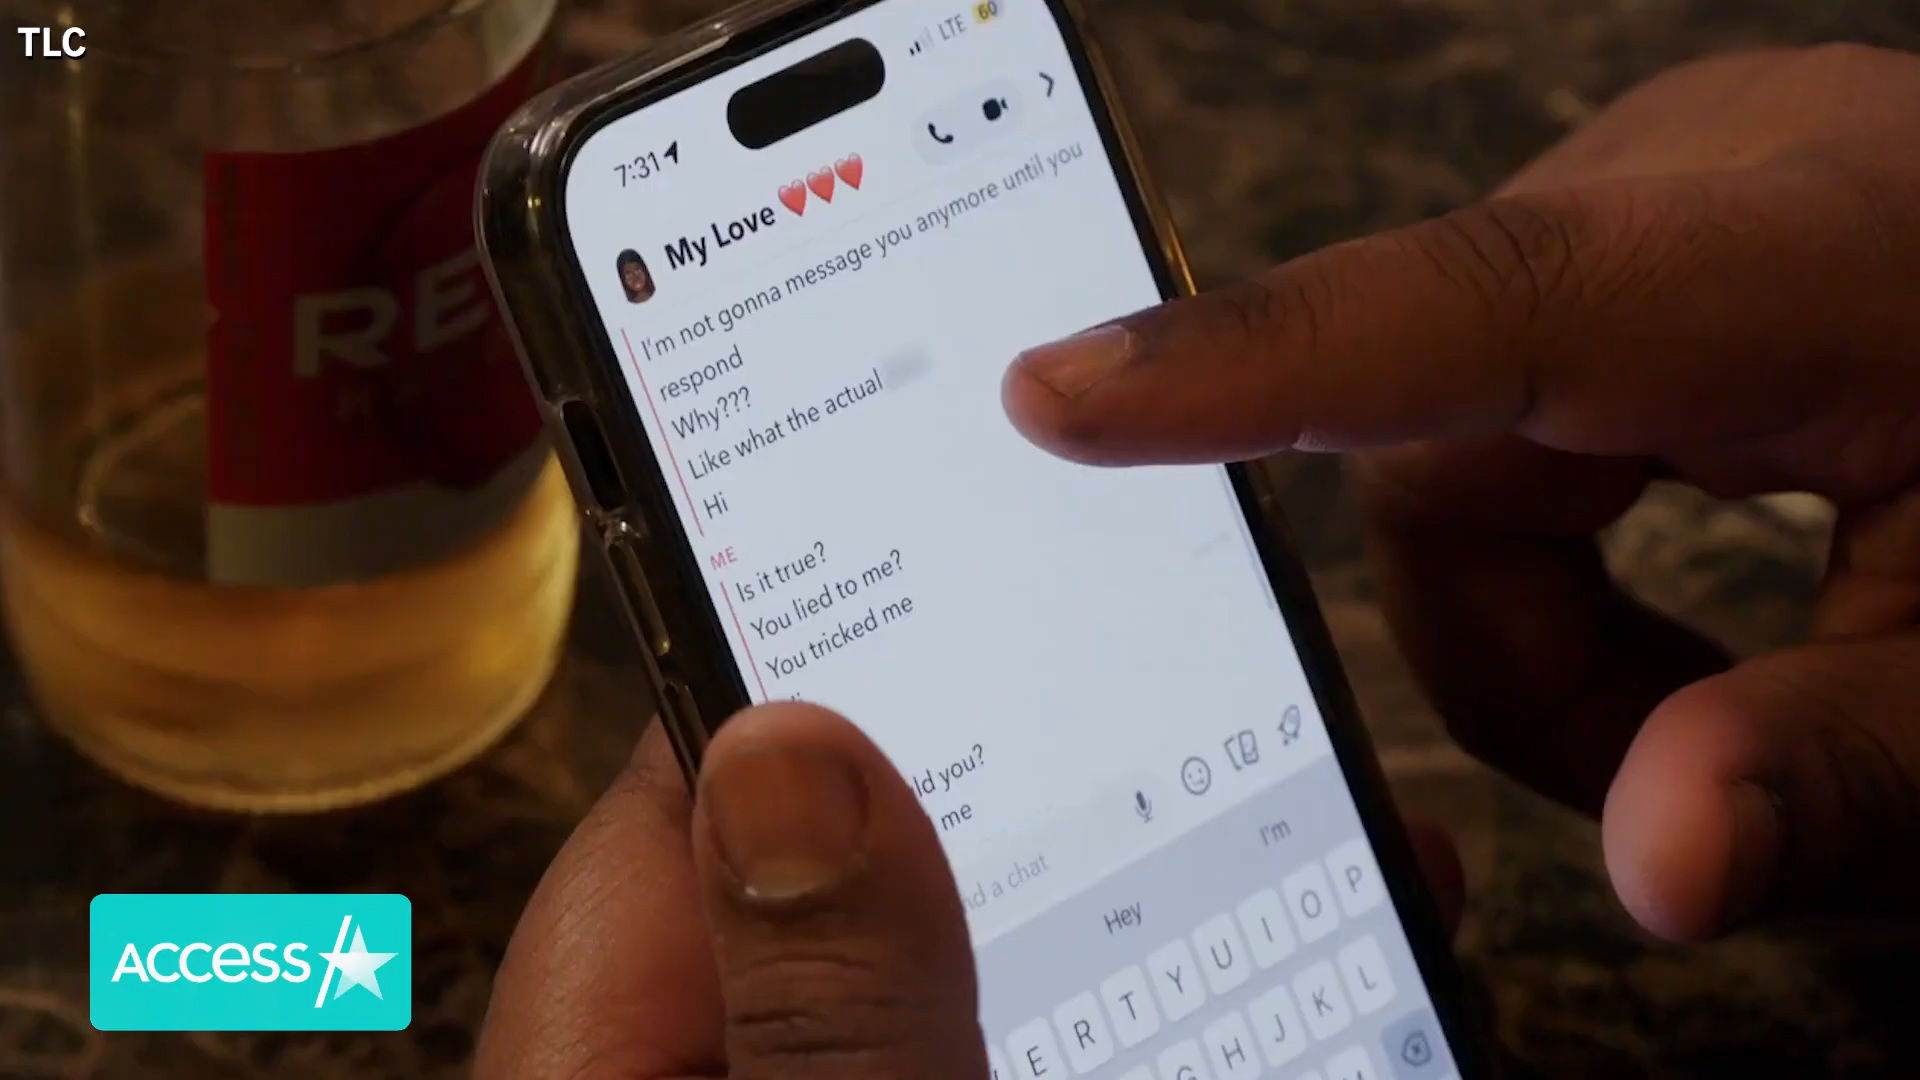 TLC
7:31
LTE 60
My Love ❤️❤️❤️
I'm not gonna message you anymore until you
respond
Why???
Like what the actual
Hi
ME
Is it true?
You lied to me?
You tricked me
ld you?
me
nd a chat
Hey I'm
E R T Y U I O P
G H J K L
RE
ACCESS